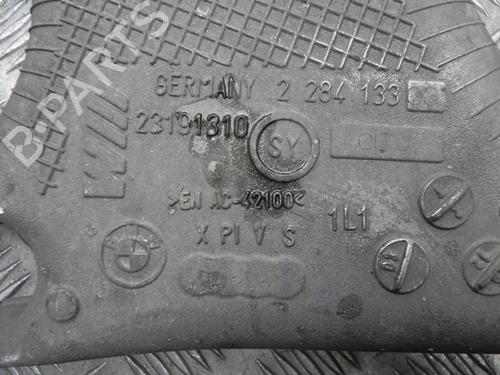 B-PARTS
GERMANY 2 284 133
23191310
SY
>EN AC-42100<
X PI V S
1L1